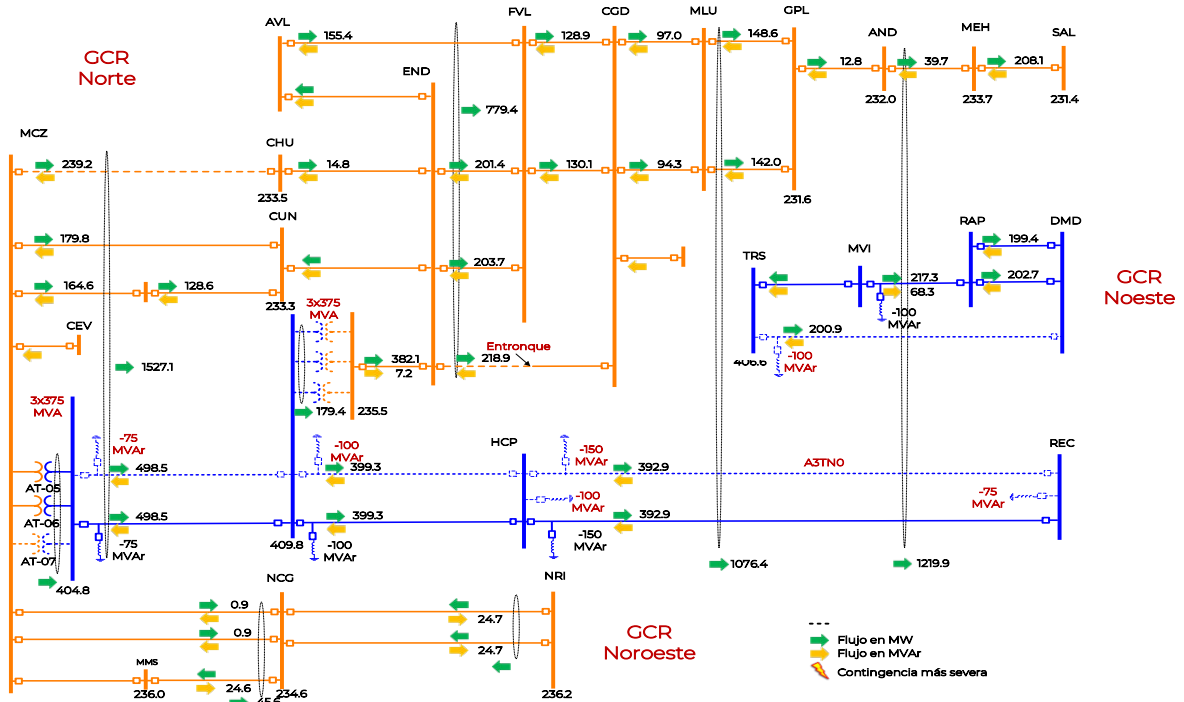 AVL
FVL
CGD
MLU
GPL
AND
MEH
SAL
GCR
Norte
155.4
128.9
97.0
148.6
12.8
39.7
208.1
232.0
233.7
231.4
END
779.4
MCZ
239.2
CHU
14.8
201.4
130.1
94.3
142.0
233.5
231.6
CUN
179.8
203.7
164.6
128.6
233.3
CEV
1527.1
3x375
MVA
382.1
7.2
218.9
Entronque
179.4
235.5
TRS
MVI
RAP
DMD
199.4
217.3
68.3
202.7
-100
MVAr
200.9
-100
MVAr
406.6
GCR
Noeste
3x375
MVA
-75
MVAr
-100
MVAr
HCP
-150
MVAr
REC
498.5
399.3
392.9
A3TN0
AT-05
-100
MVAr
-75
MVAr
AT-06
498.5
399.3
392.9
AT-07
-75
MVAr
409.8
-100
MVAr
-150
MVAr
404.8
1076.4
1219.9
NCG
NRI
0.9
24.7
0.9
24.7
MMS
24.6
236.0
234.6
236.2
GCR
Noroeste
Flujo en MW
Flujo en MVAr
Contingencia más severa